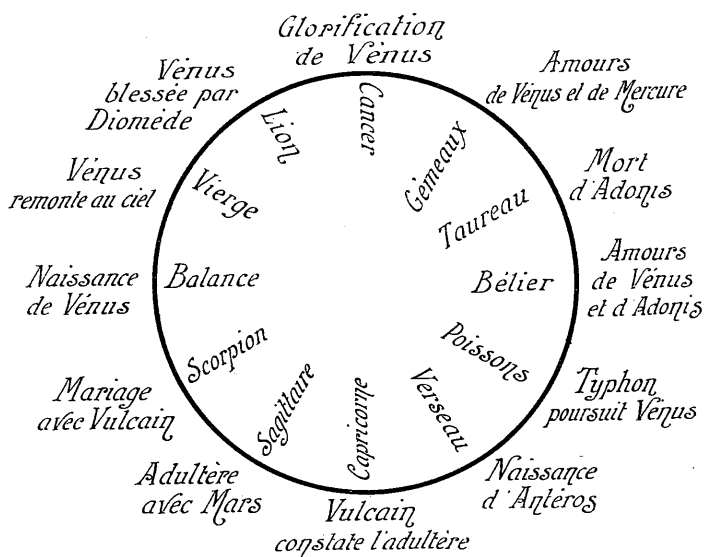 Glorification
de Vénus
Amours
de Vénus et de Mercure
Mort
d'Adonis
Amours
de Vénus
et d'Adonis
Typhon
poursuit Vénus
Naissance
d'Antéros
Vulcain
constate l'adultère
Adultère
avec Mars
Mariage
avec Vulcain
Naissance
de Vénus
Vénus
remonte au ciel
Vénus
blessée par
Diomède
Cancer
Gémeaux
Taureau
Bélier
Poissons
Verseau
Capricorne
Sagittaire
Scorpion
Balance
Vierge
Lion